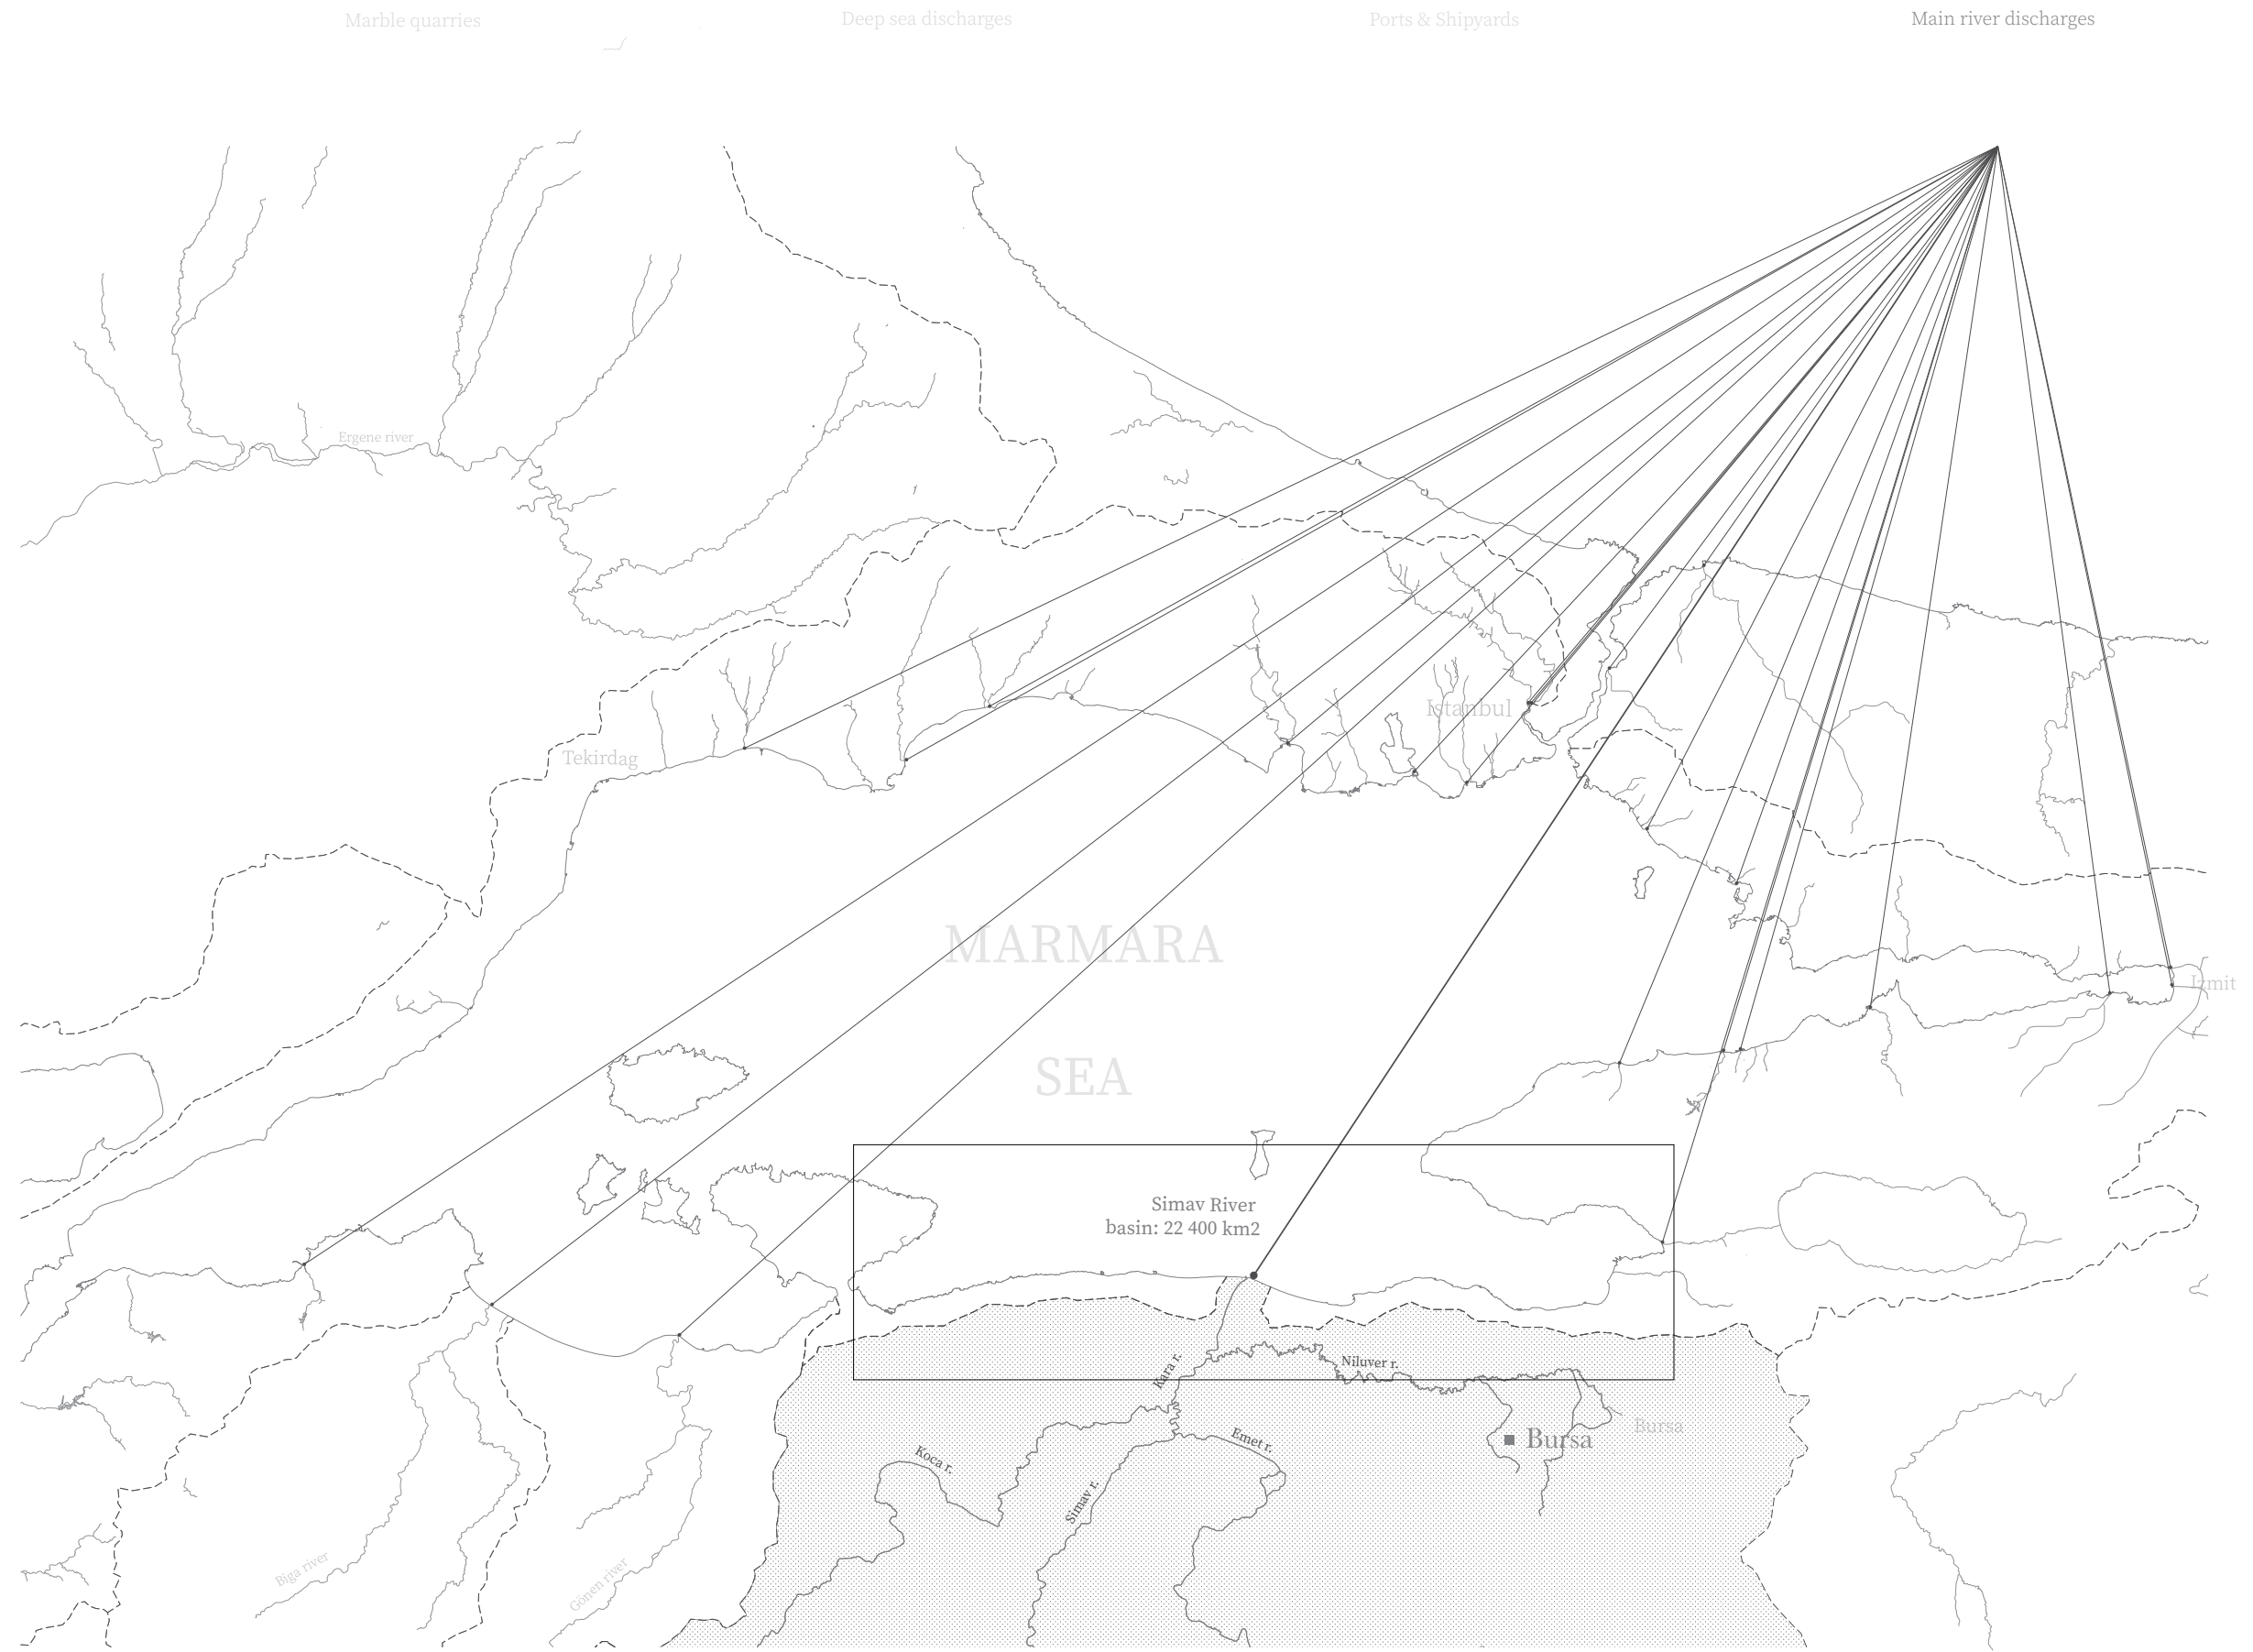 Marble quarries
Deep sea discharges
Ports & Shipyards
Main river discharges
Ergene river
Istanbul
Tekirdag
MARMARA
Izmit
SEA
Simav River
basin: 22 400 km2
Kara r.
Niluver r.
Bursa
Bursa
Emet r.
Koca r.
Simav r.
Biga river
Gönen river